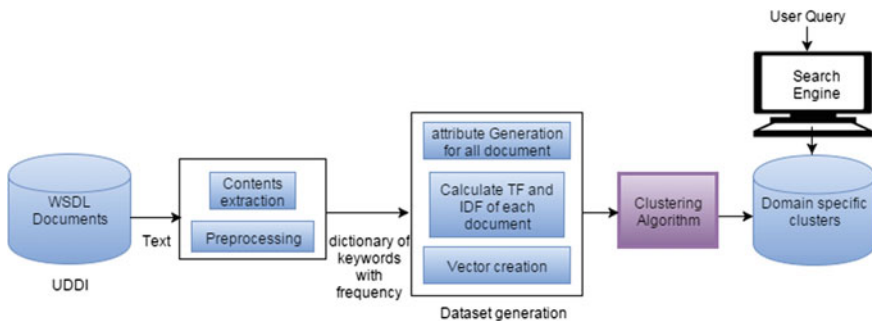 WSDL
Documents
UDDI
Text
Contents
extraction
Preprocessing
dictionary of
keywords
with
frequency
attribute Generation
for all document
Calculate TF and
IDF of each
document
Vector creation
Dataset generation
Clustering
Algorithm
User Query
Search
Engine
Domain specific
clusters